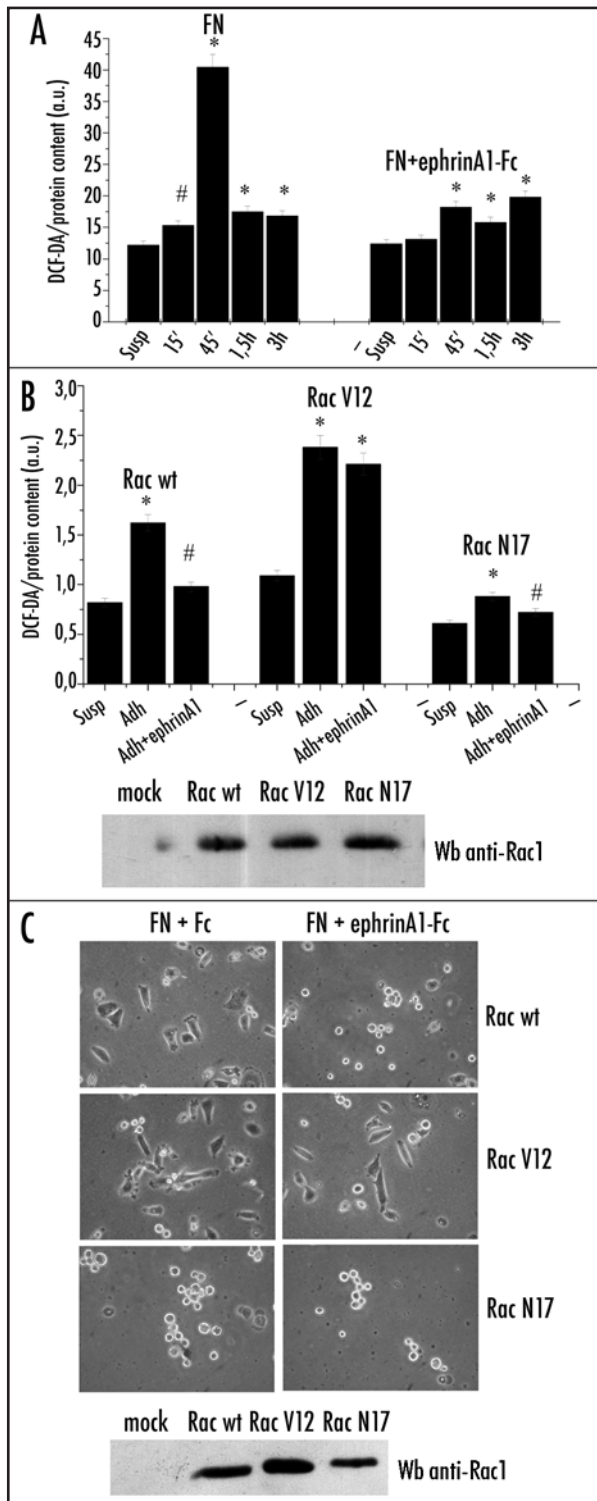 A
FN
FN+ephrinA1-Fc
DCF-DA/protein content (a.u.)
45
40
35
30
25
20
15
10
5
0
* # * * * * *
Susp 15' 45' 1,5h 3h – Susp 15' 45' 1,5h 3h
B
Rac V12
Rac wt
Rac N17
DCF-DA/protein content (a.u.)
3,0
2,5
2,0
1,5
1,0
0,5
0,0
* # * * * #
Susp Adh Adh+ephrinA1 – Susp Adh Adh+ephrinA1 – Susp Adh Adh+ephrinA1 –
mock Rac wt Rac V12 Rac N17
Wb anti-Rac1
C
FN + Fc FN + ephrinA1-Fc
Rac wt
Rac V12
Rac N17
mock Rac wt Rac V12 Rac N17
Wb anti-Rac1